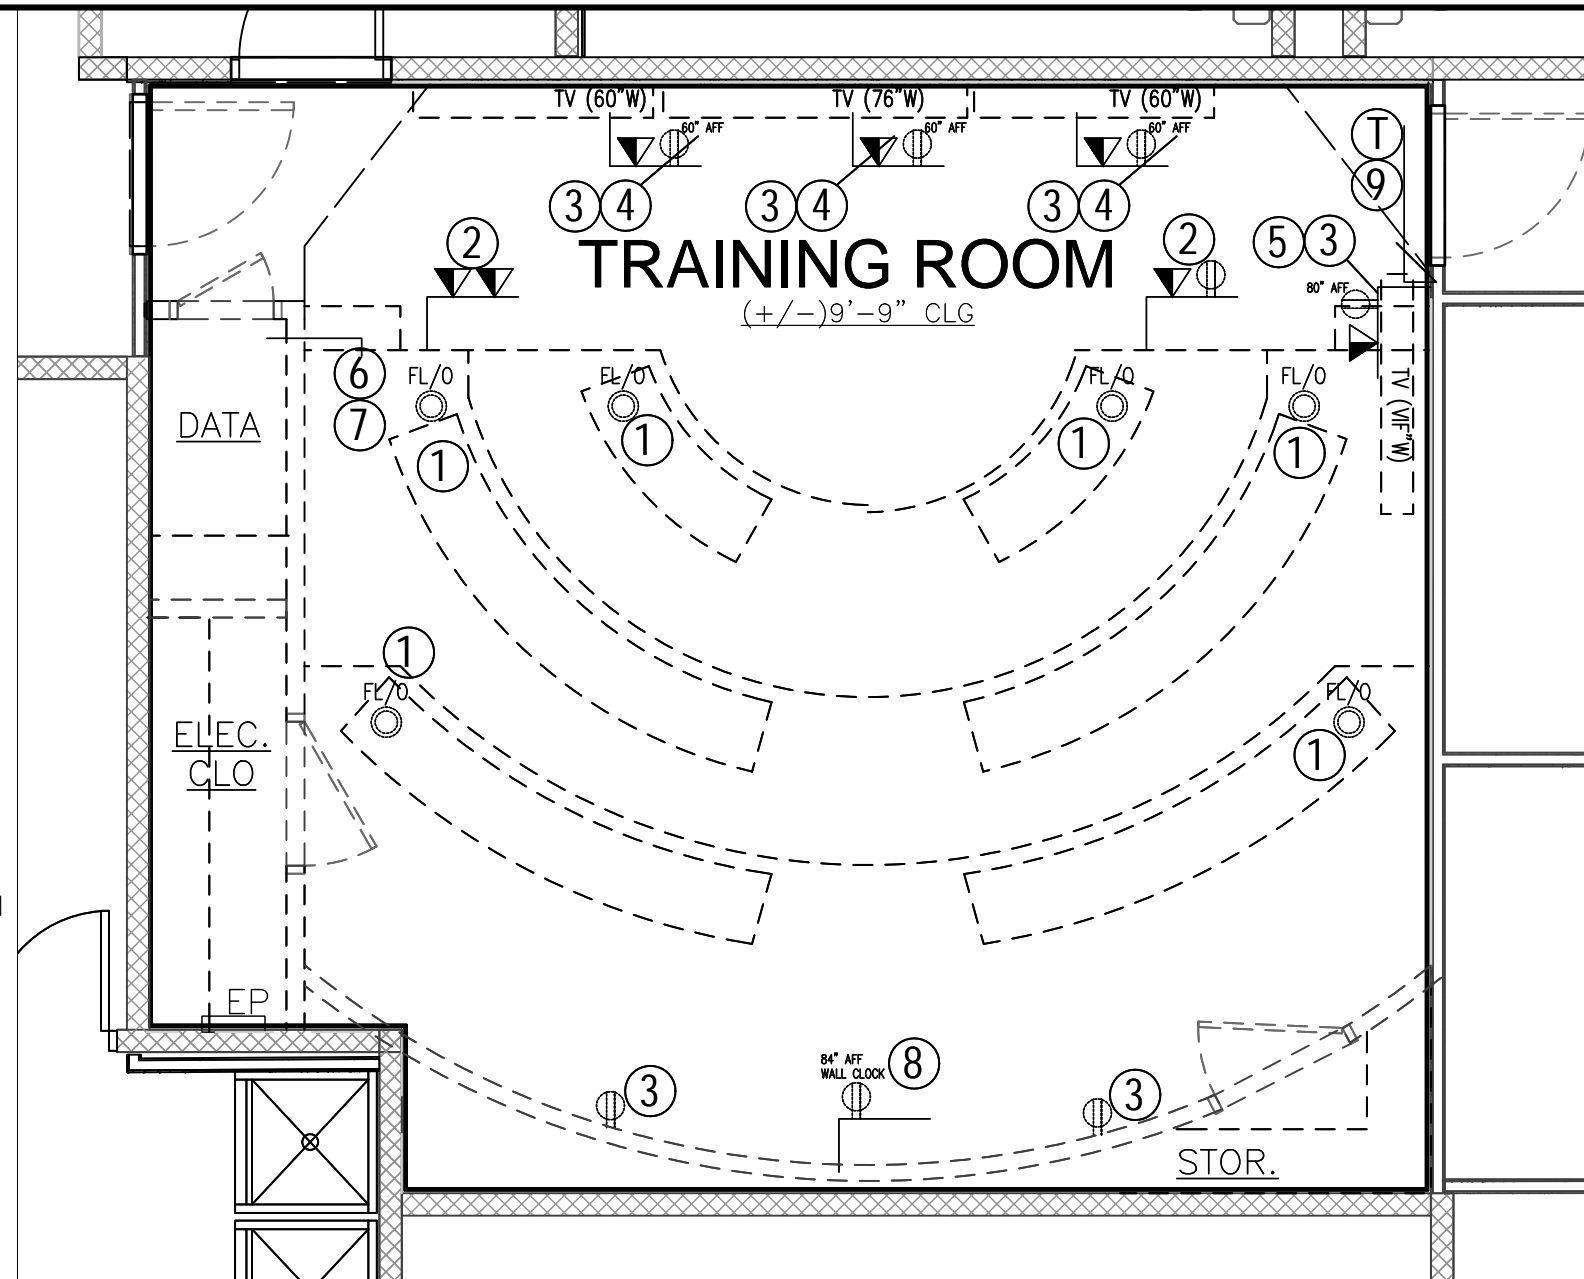 TV (60"W)
TV (76"W)
TV (60"W)
60" AFF
60" AFF
60" AFF
T
9
3
4
3
4
3
4
2
2
5
3
TRAINING ROOM
(+/-)9'-9" CLG
80" AFF
6
7
FL/O
FL/O
FL/O
FL/O
TV (VIF"W)
DATA
1
1
1
1
1
FL/O
FL/O
1
ELEC.
CLO
EP
84" AFF
WALL CLOCK
8
3
3
STOR.